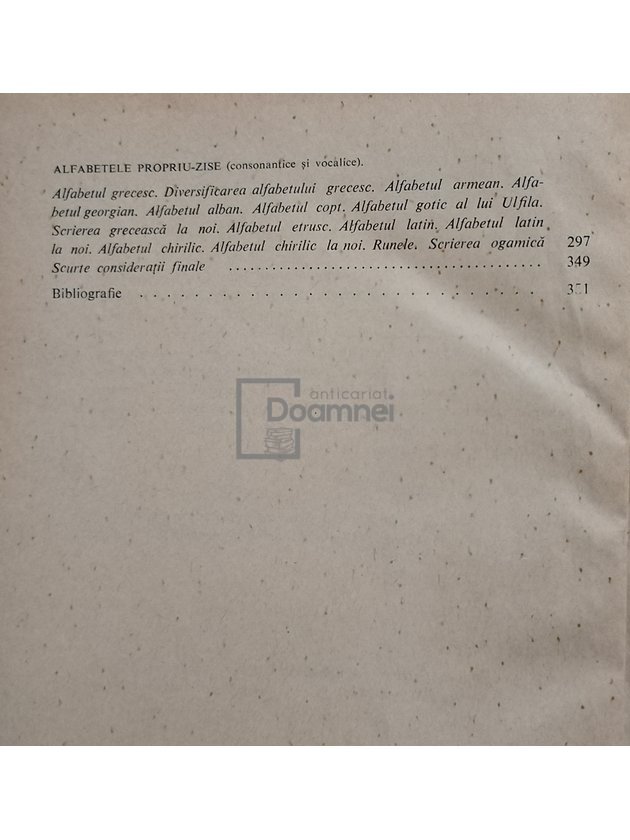 ALFABETELE PROPRIU-ZISE (consonantice și vocalice).
Alfabetul grecesc. Diversificarea alfabetului grecesc. Alfabetul armean. Alfa-
betul georgian. Alfabetul alban. Alfabetul copt. Alfabetul gotic al lui Ulfila.
Scrierea grecească la noi. Alfabetul etrusc. Alfabetul latin. Alfabetul latin
la noi. Alfabetul chirilic. Alfabetul chirilic la noi. Runele. Scrierea ogamică 297
Scurte considerații finale .......................................... 349
Bibliografie . . . . . . . . . . . . . . . . . . . . . . . . . . . . 351
anticariat
Doamnei